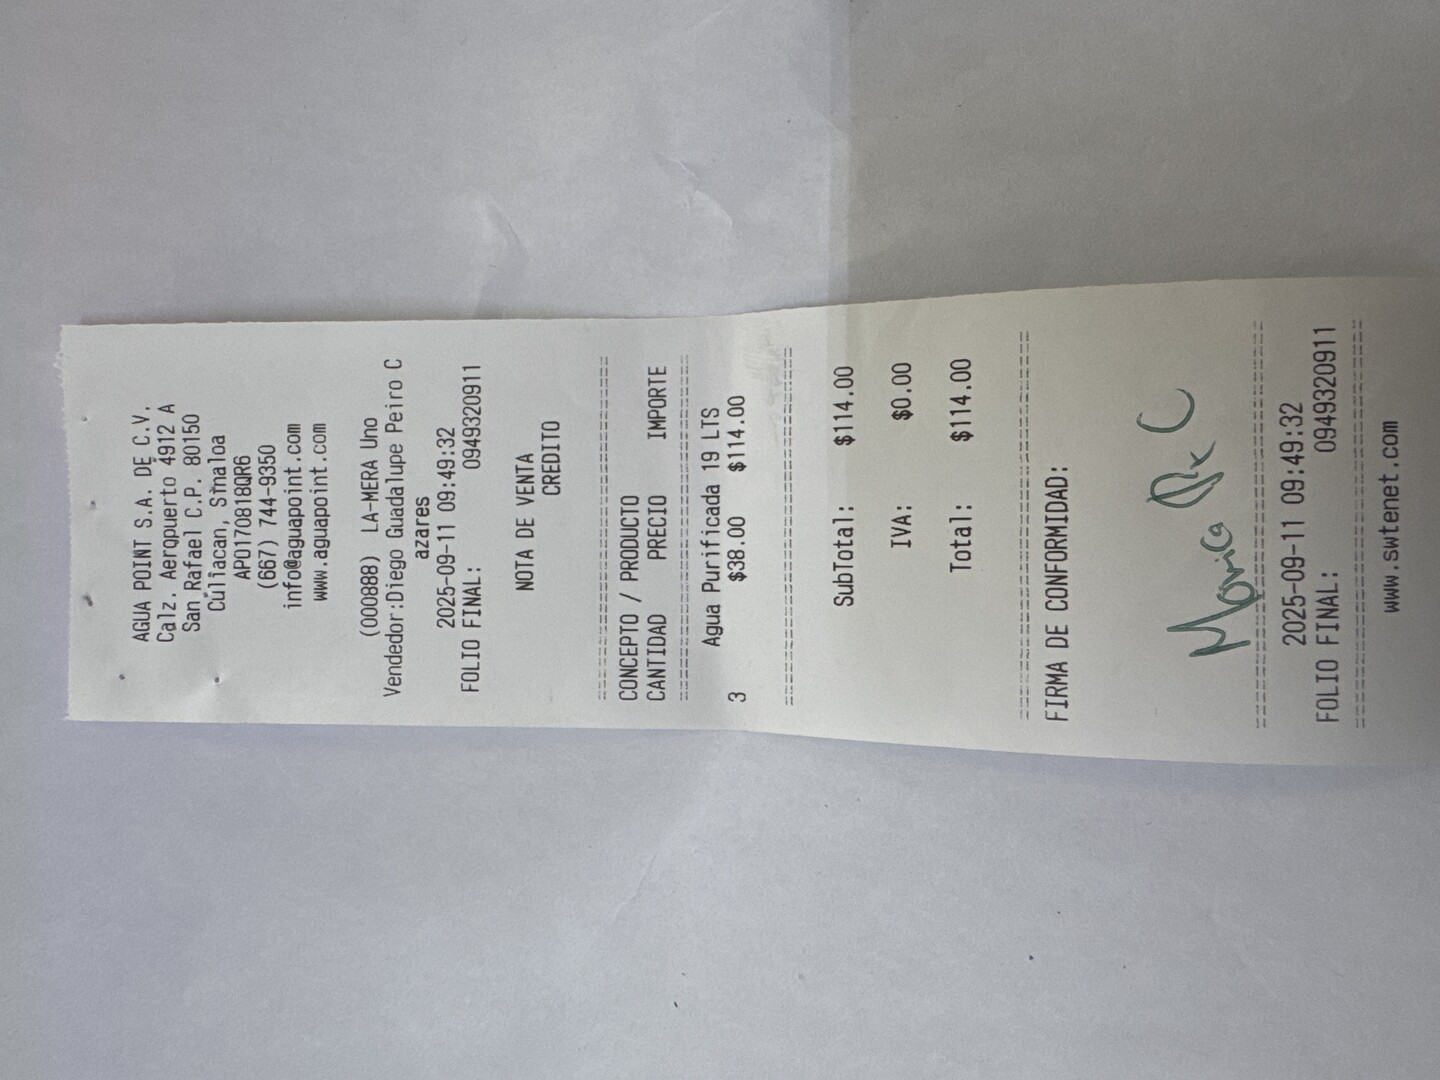 AGUA POINT S.A. DE C.V.
Calz. Aeropuerto 4912 A
San Rafael C.P. 80150
Culiacan, Sinaloa
APO170818QR6
(667) 744-9350
info@aguapoint.com
www.aguapoint.com
(000888) LA-MERA Uno
Vendedor:Diego Guadalupe Peiro C
azares
2025-09-11 09:49:32
FOLIO FINAL: 0949320911
NOTA DE VENTA
CREDITO
================================
CONCEPTO / PRODUCTO
CANTIDAD PRECIO IMPORTE
================================
Agua Purificada 19 LTS
3 $38.00 $114.00
================================
SubTotal: $114.00
IVA: $0.00
Total: $114.00
================================
FIRMA DE CONFORMIDAD:
================================
2025-09-11 09:49:32
FOLIO FINAL: 0949320911
================================
www.swtenet.com